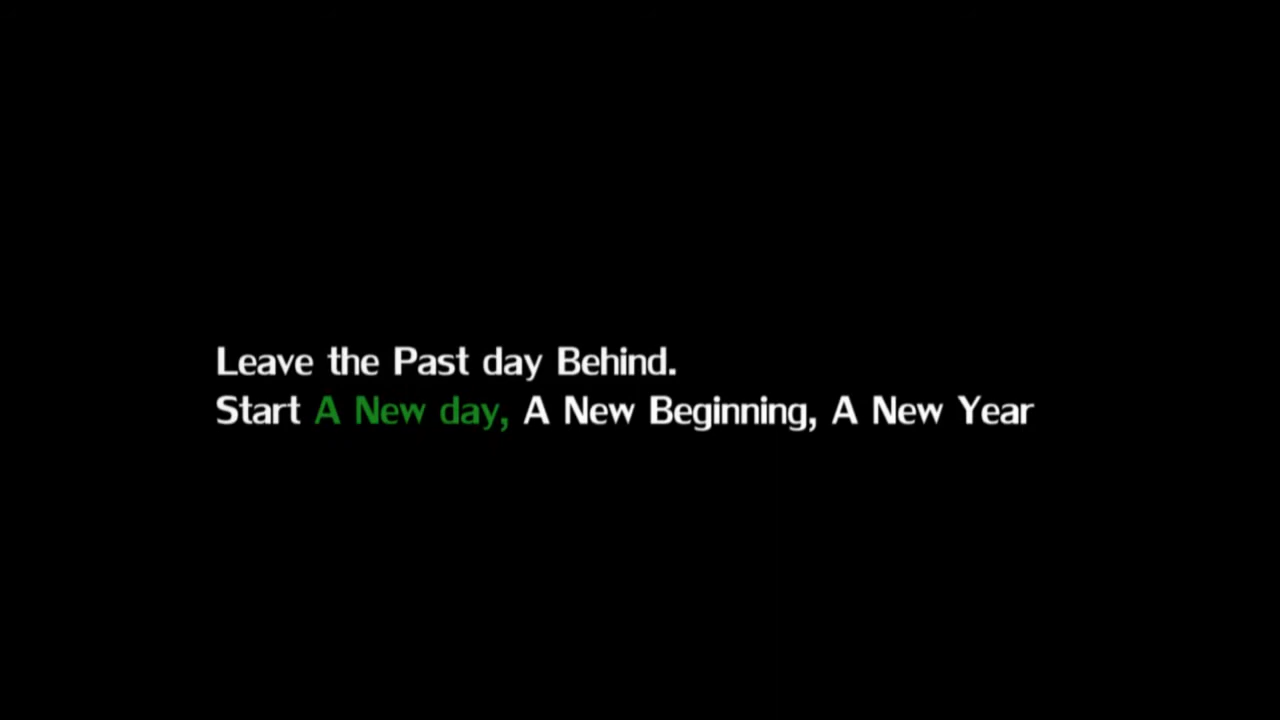 Leave the Past day Behind.
Start A New day, A New Beginning, A New Year